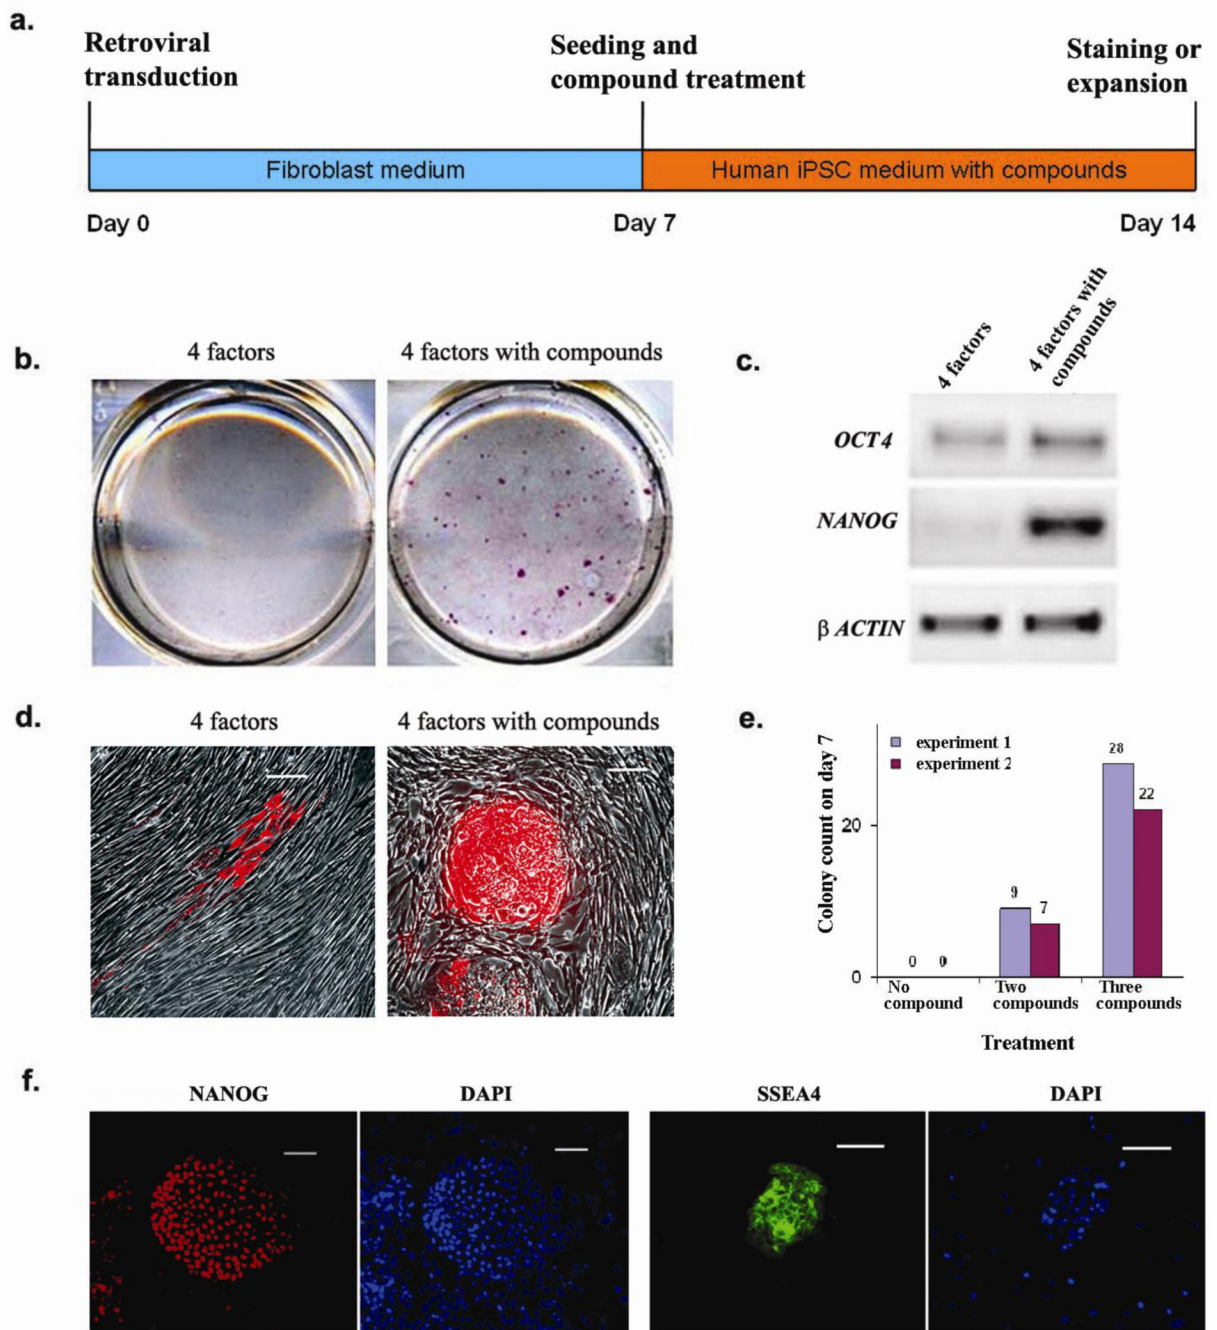 a.
Retroviral
transduction
Seeding and
compound treatment
Staining or
expansion
Fibroblast medium
Human iPSC medium with compounds
Day 0
Day 7
Day 14
b.
4 factors
4 factors with compounds
c.
4 factors
4 factors with
compounds
OCT4
NANOG
β ACTIN
d.
4 factors
4 factors with compounds
e.
Colony count on day 7
experiment 1
experiment 2
20
0
0
0
9
7
28
22
No
compound
Two
compounds
Three
compounds
Treatment
f.
NANOG
DAPI
SSEA4
DAPI